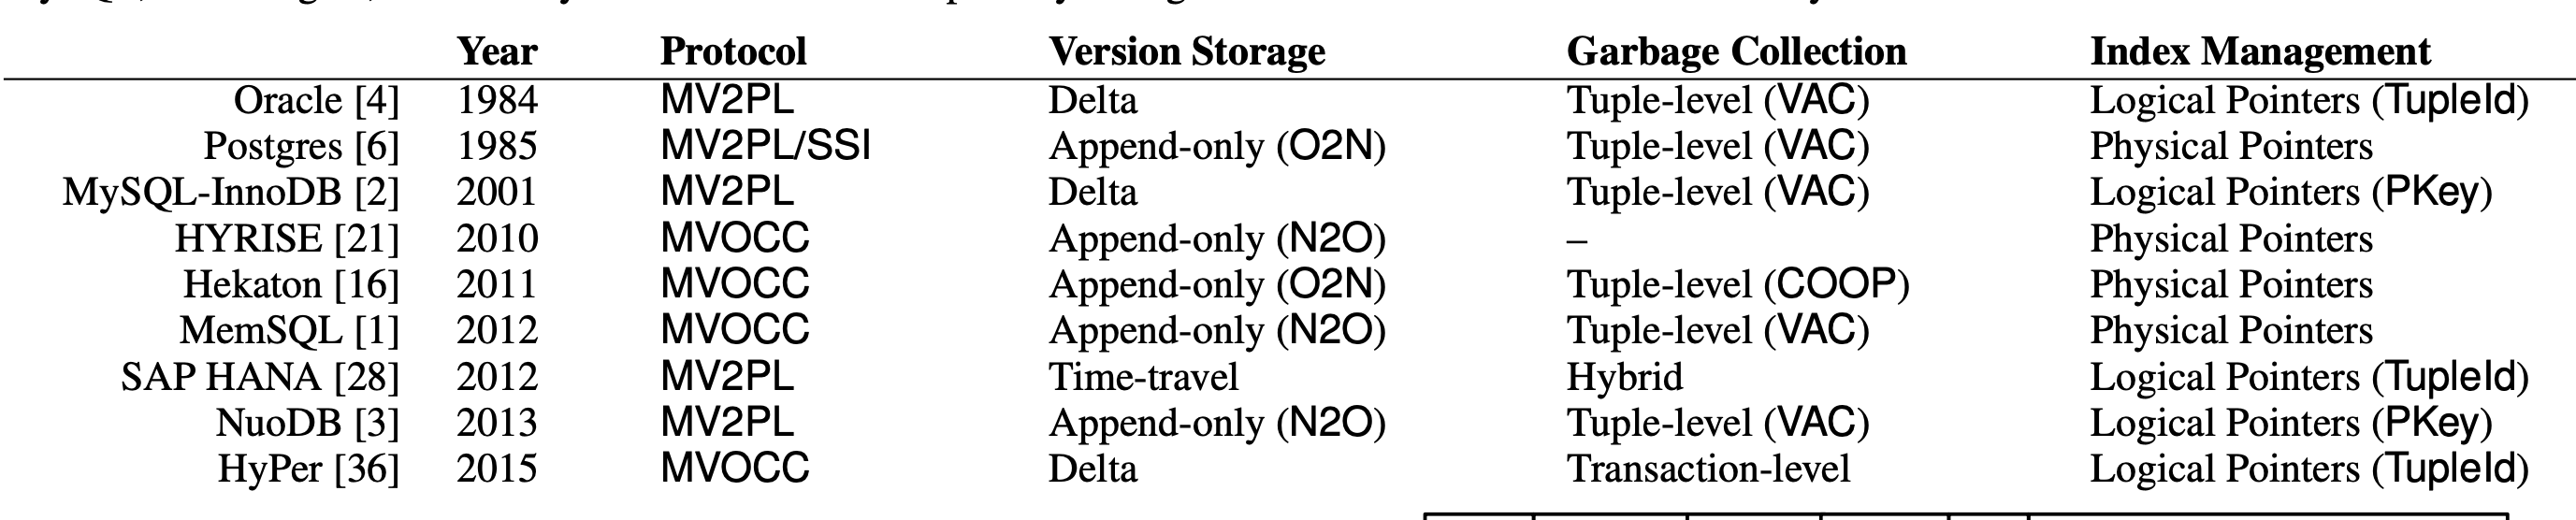 Year Protocol Version Storage Garbage Collection Index Management
Oracle [4] 1984 MV2PL Delta Tuple-level (VAC) Logical Pointers (TupleId)
Postgres [6] 1985 MV2PL/SSI Append-only (O2N) Tuple-level (VAC) Physical Pointers
MySQL-InnoDB [2] 2001 MV2PL Delta Tuple-level (VAC) Logical Pointers (PKey)
HYRISE [21] 2010 MVOCC Append-only (N2O) – Physical Pointers
Hekaton [16] 2011 MVOCC Append-only (O2N) Tuple-level (COOP) Physical Pointers
MemSQL [1] 2012 MVOCC Append-only (N2O) Tuple-level (VAC) Physical Pointers
SAP HANA [28] 2012 MV2PL Time-travel Hybrid Logical Pointers (TupleId)
NuoDB [3] 2013 MV2PL Append-only (N2O) Tuple-level (VAC) Logical Pointers (PKey)
HyPer [36] 2015 MVOCC Delta Transaction-level Logical Pointers (TupleId)